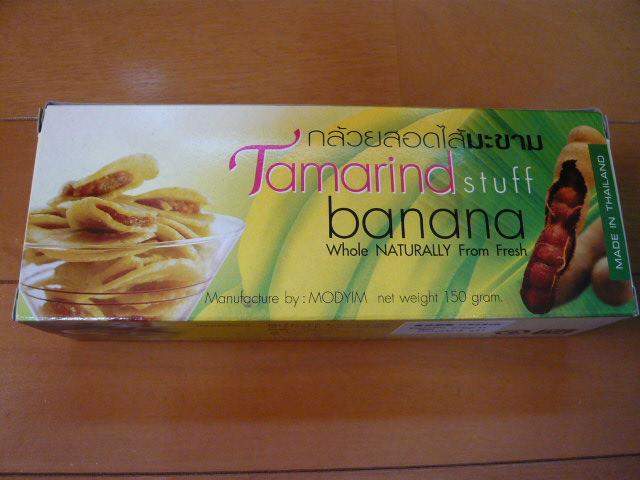 กล้วยสอดไส้มะขาม
Tamarind stuff
banana
Whole NATURALLY From Fresh
Manufacture by : MODYIM net weight 150 gram.
MADE IN THAILAND